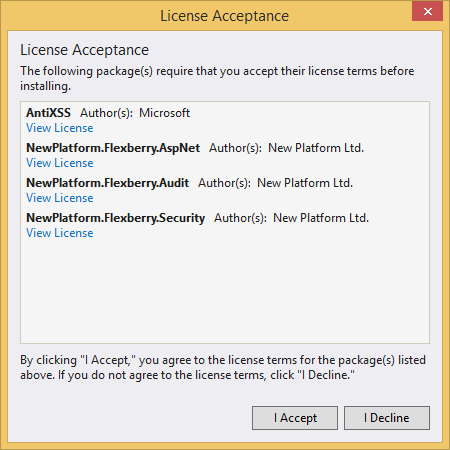 License Acceptance
License Acceptance
The following package(s) require that you accept their license terms before
installing.
AntiXSS Author(s): Microsoft
View License
NewPlatform.Flexberry.AspNet Author(s): New Platform Ltd.
View License
NewPlatform.Flexberry.Audit Author(s): New Platform Ltd.
View License
NewPlatform.Flexberry.Security Author(s): New Platform Ltd.
View License
By clicking "I Accept," you agree to the license terms for the package(s) listed
above. If you do not agree to the license terms, click "I Decline."
I Accept I Decline